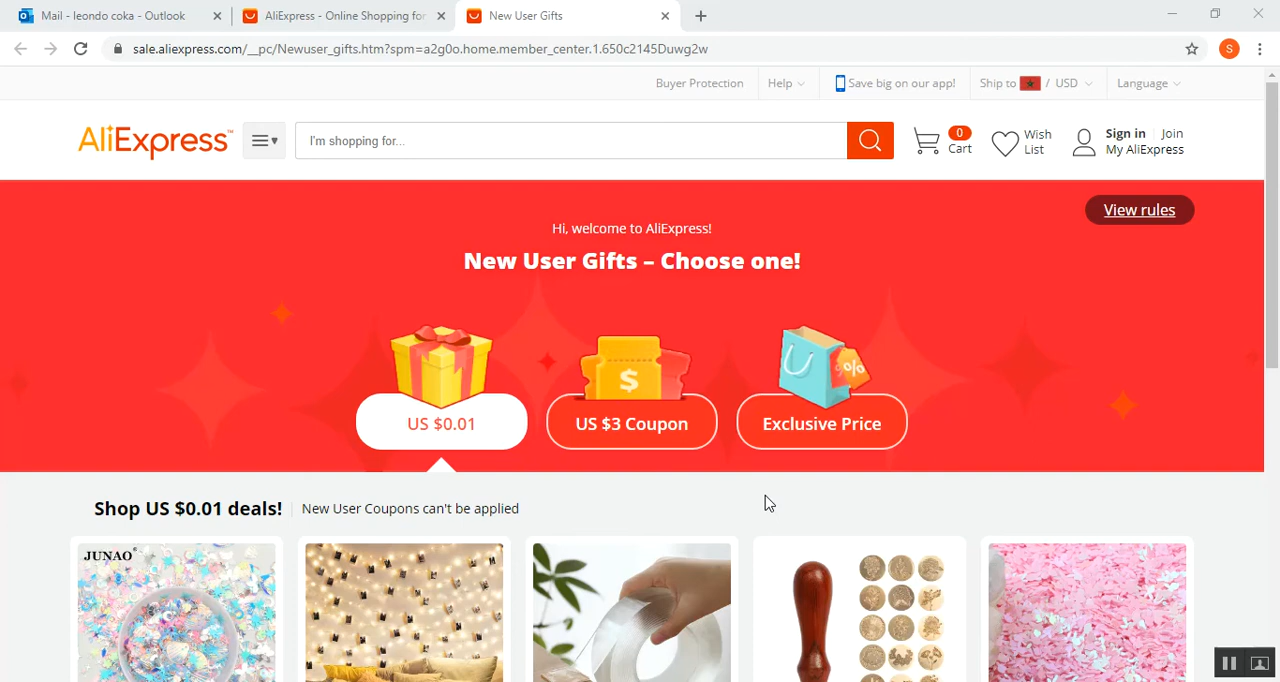 Mail - leondo coka - Outlook
AliExpress - Online Shopping for
New User Gifts
sale.aliexpress.com/__pc/Newuser_gifts.htm?spm=a2g0o.home.member_center.1.650c2145Duwg2w
S
Buyer Protection
Help
Save big on our app!
Ship to / USD
Language
AliExpress™
I'm shopping for...
0
Cart
Wish
List
Sign in Join
My AliExpress
View rules
Hi, welcome to AliExpress!
New User Gifts – Choose one!
$
%
US $0.01
US $3 Coupon
Exclusive Price
Shop US $0.01 deals!
New User Coupons can't be applied
JUNAO®